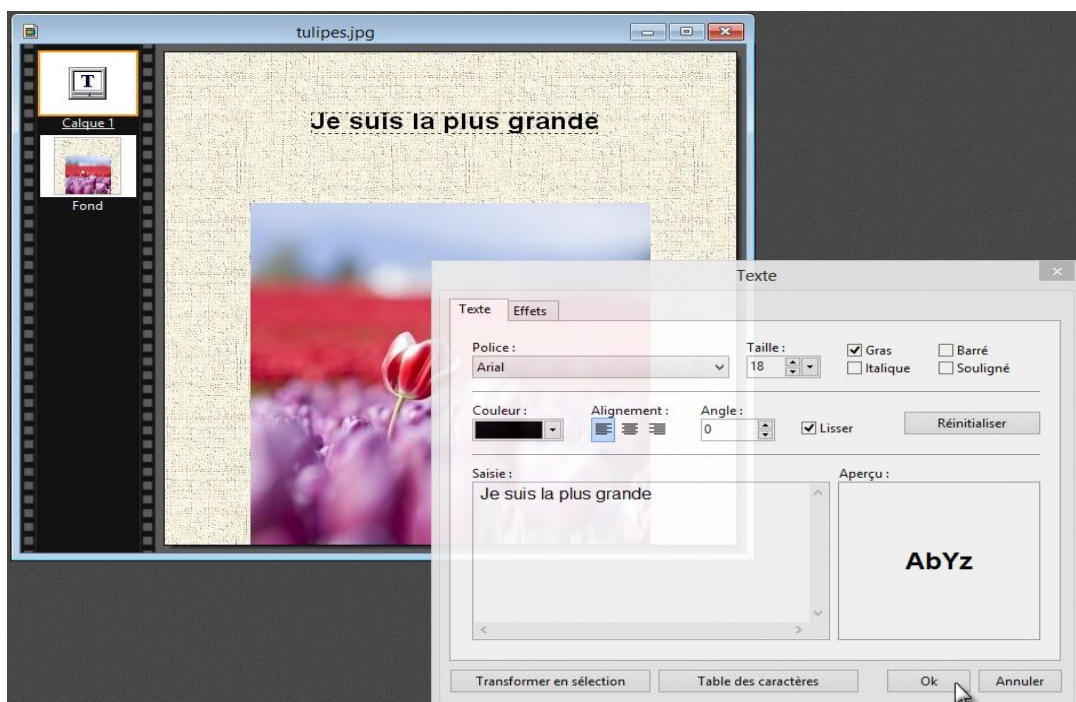 tulipes.jpg
T
Calque 1
Fond
Je suis la plus grande
Texte
Texte Effets
Police :
Arial
Taille :
18
Gras
Barré
Italique
Souligné
Couleur :
Alignement :
Angle :
0
Lisser
Réinitialiser
Saisie :
Je suis la plus grande
Aperçu :
AbYz
Transformer en sélection
Table des caractères
Ok
Annuler